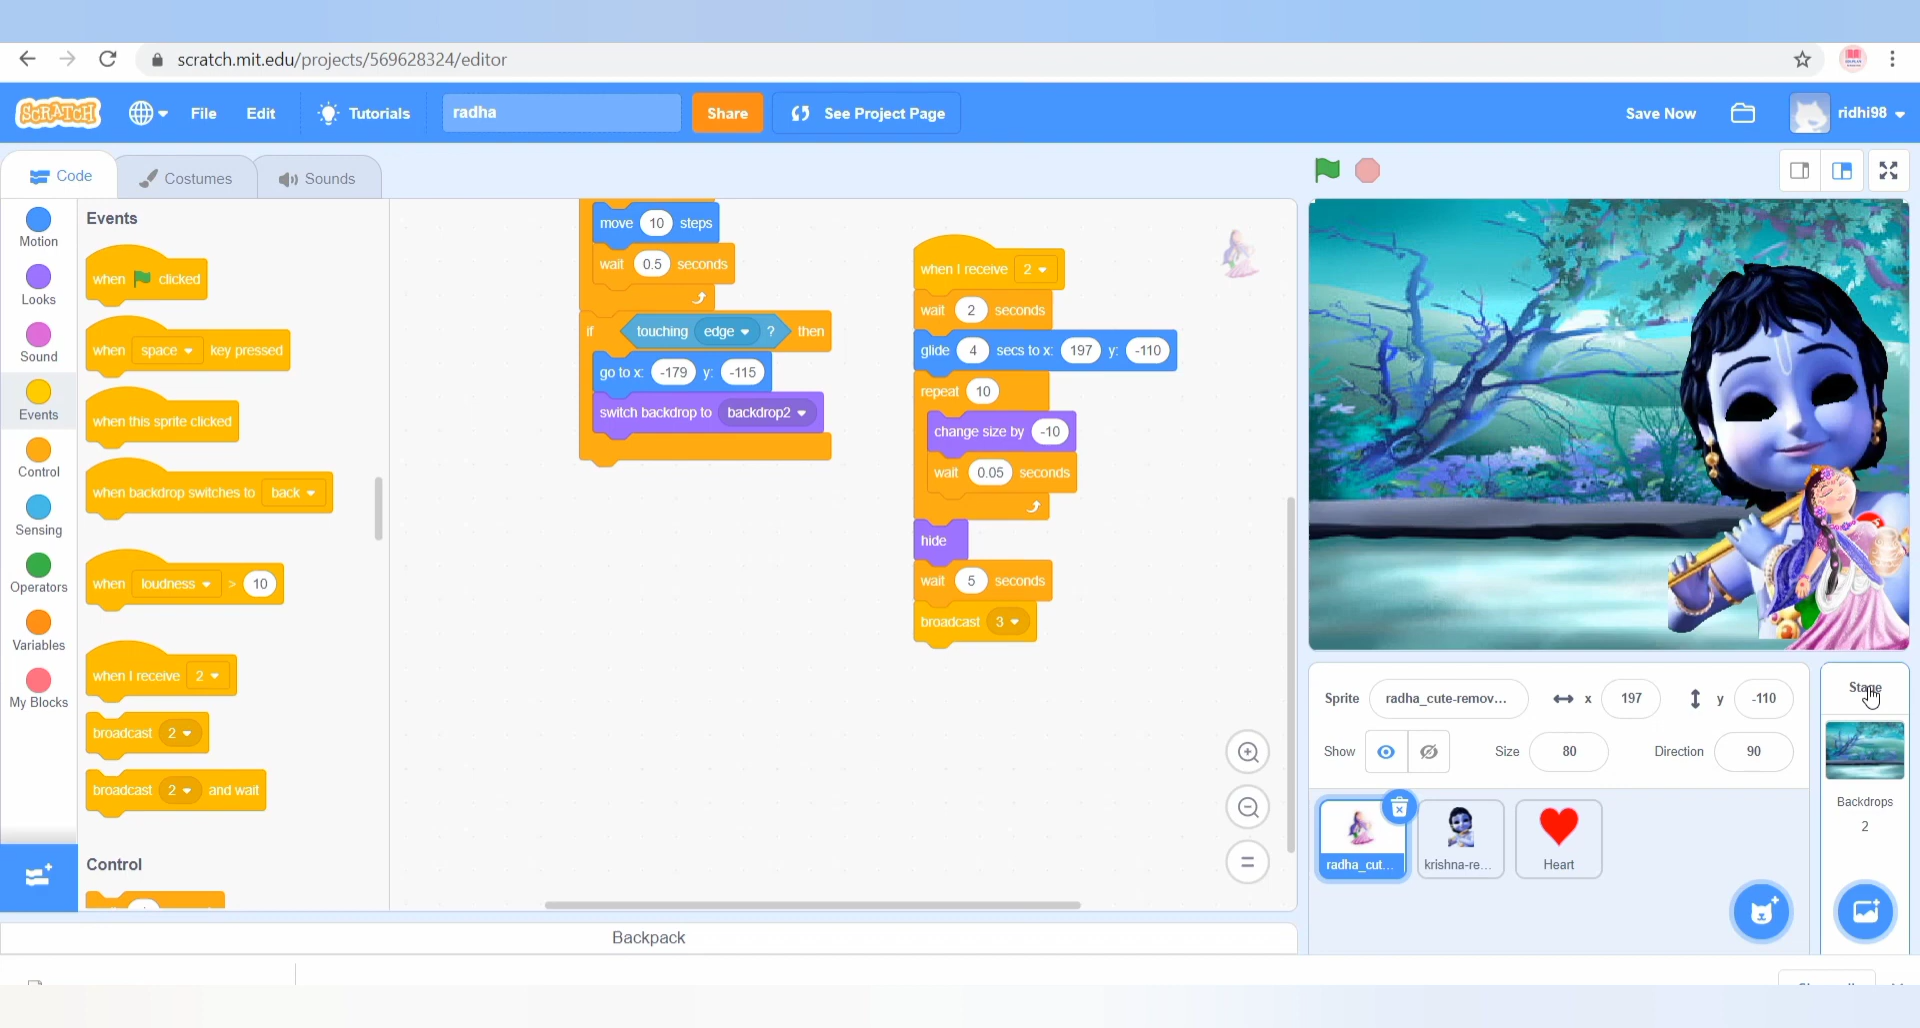 scratch.mit.edu/projects/569628324/editor
SCRATCH
File
Edit
Tutorials
radha
Share
See Project Page
Save Now
ridhi98
Code
Costumes
Sounds
Motion
Looks
Sound
Events
Control
Sensing
Operators
Variables
My Blocks
Events
when clicked
when space key pressed
when this sprite clicked
when backdrop switches to back
when loudness > 10
when I receive 2
broadcast 2
broadcast 2 and wait
Control
move 10 steps
wait 0.5 seconds
if touching edge ? then
go to x: -179 y: -115
switch backdrop to backdrop2
when I receive 2
wait 2 seconds
glide 4 secs to x: 197 y: -110
repeat 10
change size by -10
wait 0.05 seconds
hide
wait 5 seconds
broadcast 3
Backpack
Sprite radha_cute-remov... x 197 y -110
Show Size 80 Direction 90
radha_cut...
krishna-re...
Heart
Stage
Backdrops
2